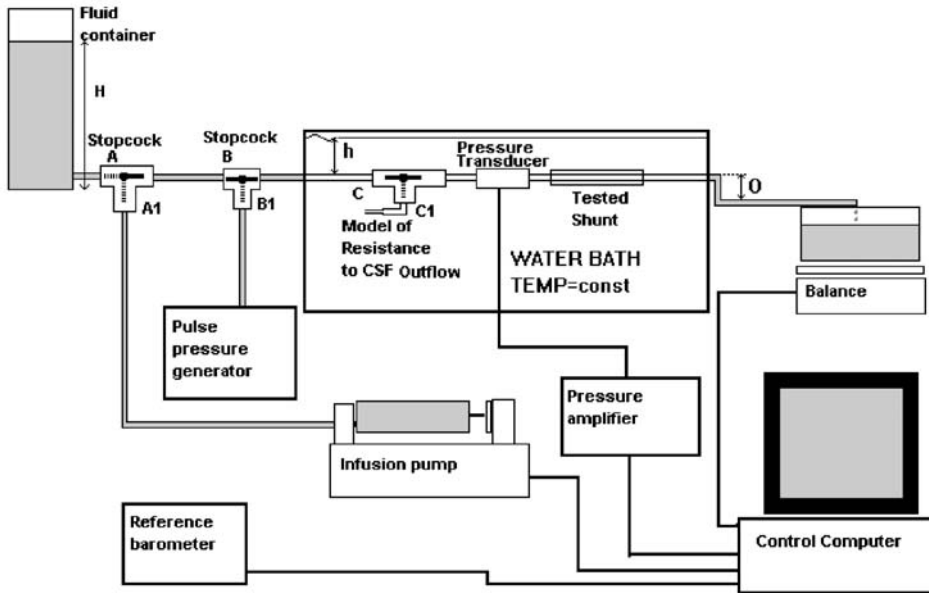 Fluid
container
H
Stopcock
A
A1
Stopcock
B
B1
h
C
C1
Model of
Resistance
to CSF Outflow
Pressure
Transducer
Tested
Shunt
WATER BATH
TEMP=const
O
Balance
Pulse
pressure
generator
Infusion pump
Pressure
amplifier
Reference
barometer
Control Computer